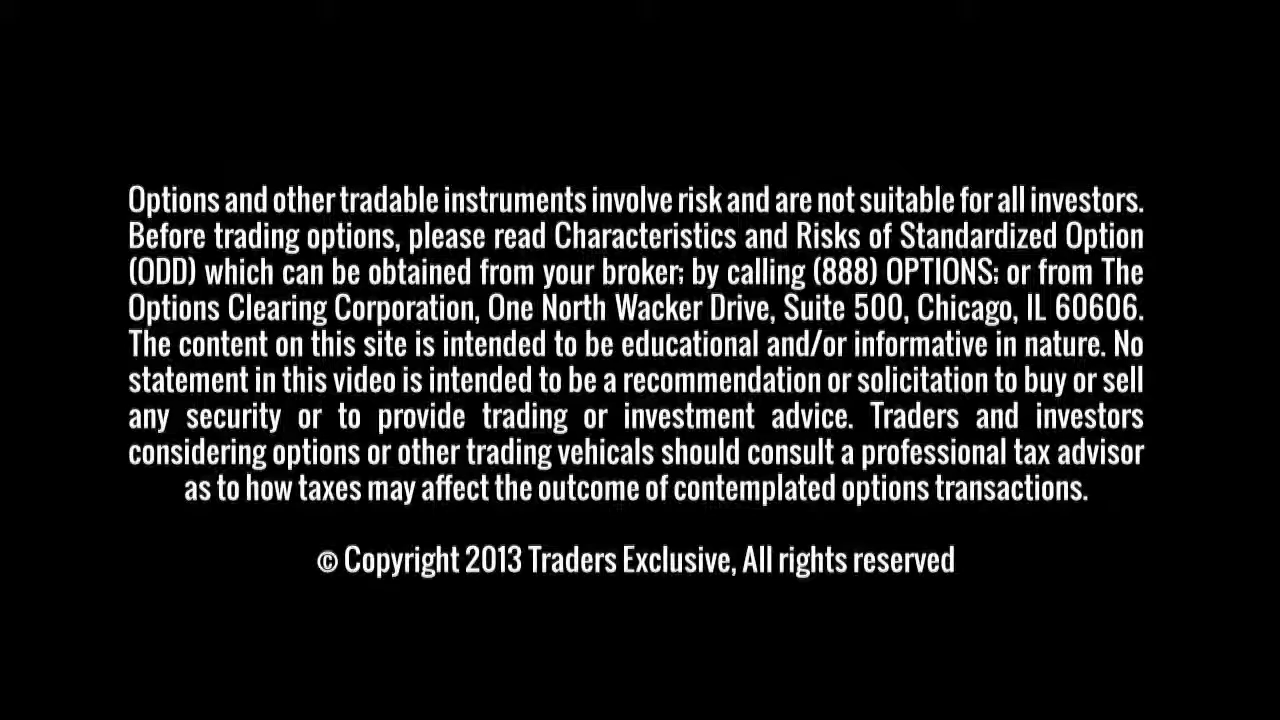 Options and other tradable instruments involve risk and are not suitable for all investors.
Before trading options, please read Characteristics and Risks of Standardized Option
(ODD) which can be obtained from your broker; by calling (888) OPTIONS; or from The
Options Clearing Corporation, One North Wacker Drive, Suite 500, Chicago, IL 60606.
The content on this site is intended to be educational and/or informative in nature. No
statement in this video is intended to be a recommendation or solicitation to buy or sell
any security or to provide trading or investment advice. Traders and investors
considering options or other trading vehicals should consult a professional tax advisor
as to how taxes may affect the outcome of contemplated options transactions.
© Copyright 2013 Traders Exclusive, All rights reserved